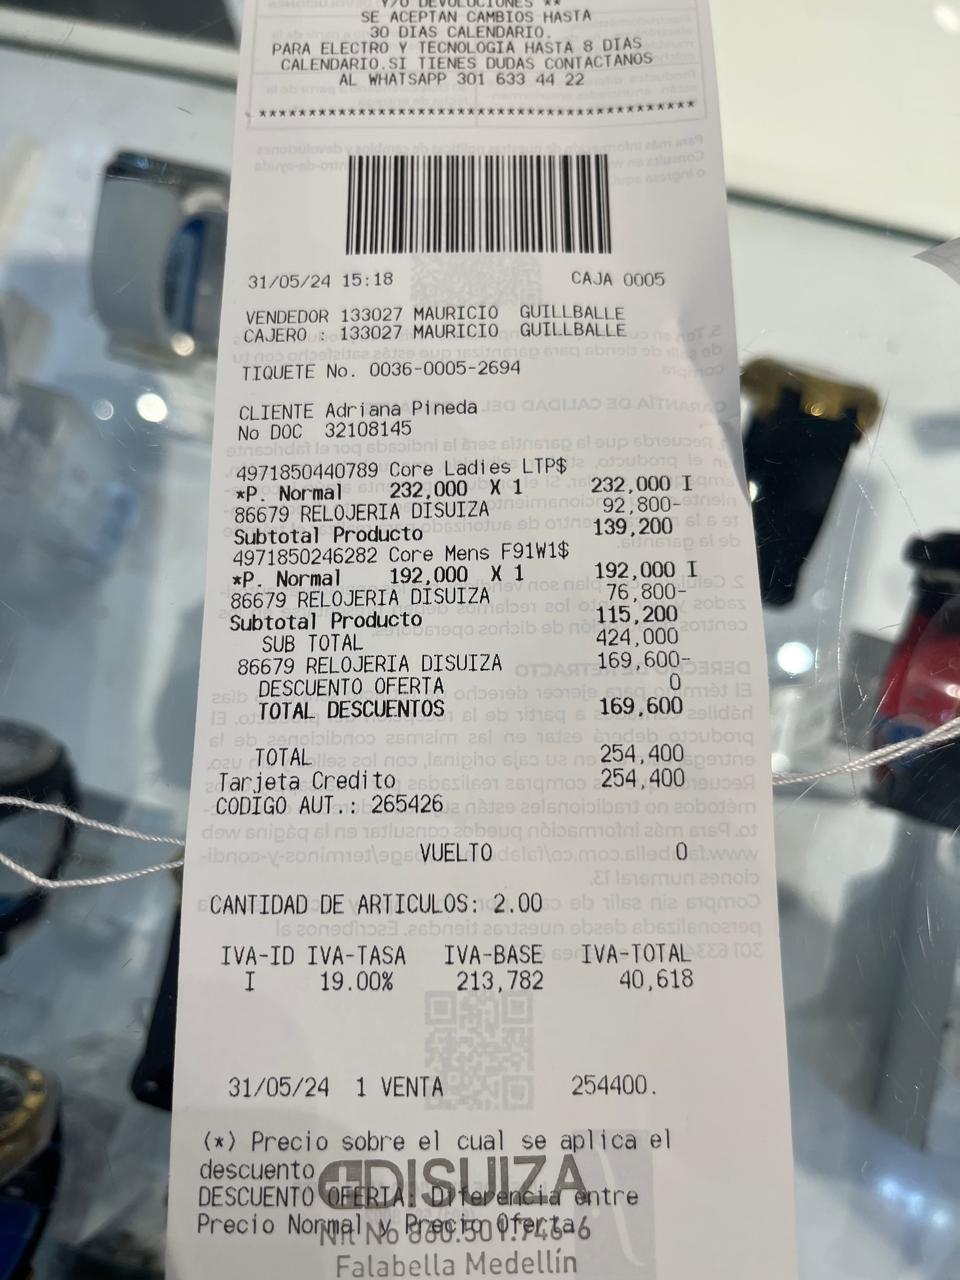 Y/O DEVOLUCIONES **
SE ACEPTAN CAMBIOS HASTA
30 DIAS CALENDARIO.
PARA ELECTRO Y TECNOLOGIA HASTA 8 DIAS
CALENDARIO.SI TIENES DUDAS CONTACTANOS
AL WHATSAPP 301 633 44 22
31/05/24 15:18 CAJA 0005
VENDEDOR 133027 MAURICIO GUILLBALLE
CAJERO : 133027 MAURICIO GUILLBALLE
TIQUETE No. 0036-0005-2694
CLIENTE Adriana Pineda
No DOC 32108145
4971850440789 Core Ladies LTP$
*P. Normal 232,000 X 1 232,000 I
86679 RELOJERIA DISUIZA 92,800-
Subtotal Producto 139,200
4971850246282 Core Mens F91W1$
*P. Normal 192,000 X 1 192,000 I
86679 RELOJERIA DISUIZA 76,800-
Subtotal Producto 115,200
SUB TOTAL 424,000
86679 RELOJERIA DISUIZA 169,600-
DESCUENTO OFERTA 0
TOTAL DESCUENTOS 169,600
TOTAL 254,400
Tarjeta Credito 254,400
CODIGO AUT.: 265426
VUELTO 0
CANTIDAD DE ARTICULOS: 2.00
IVA-ID IVA-TASA IVA-BASE IVA-TOTAL
I 19.00% 213,782 40,618
31/05/24 1 VENTA 254400.
(*) Precio sobre el cual se aplica el
descuento
DISUIZA
DESCUENTO OFERTA: Diferencia entre
Precio Normal y Precio Oferta
Nit No
Falabella Medellín